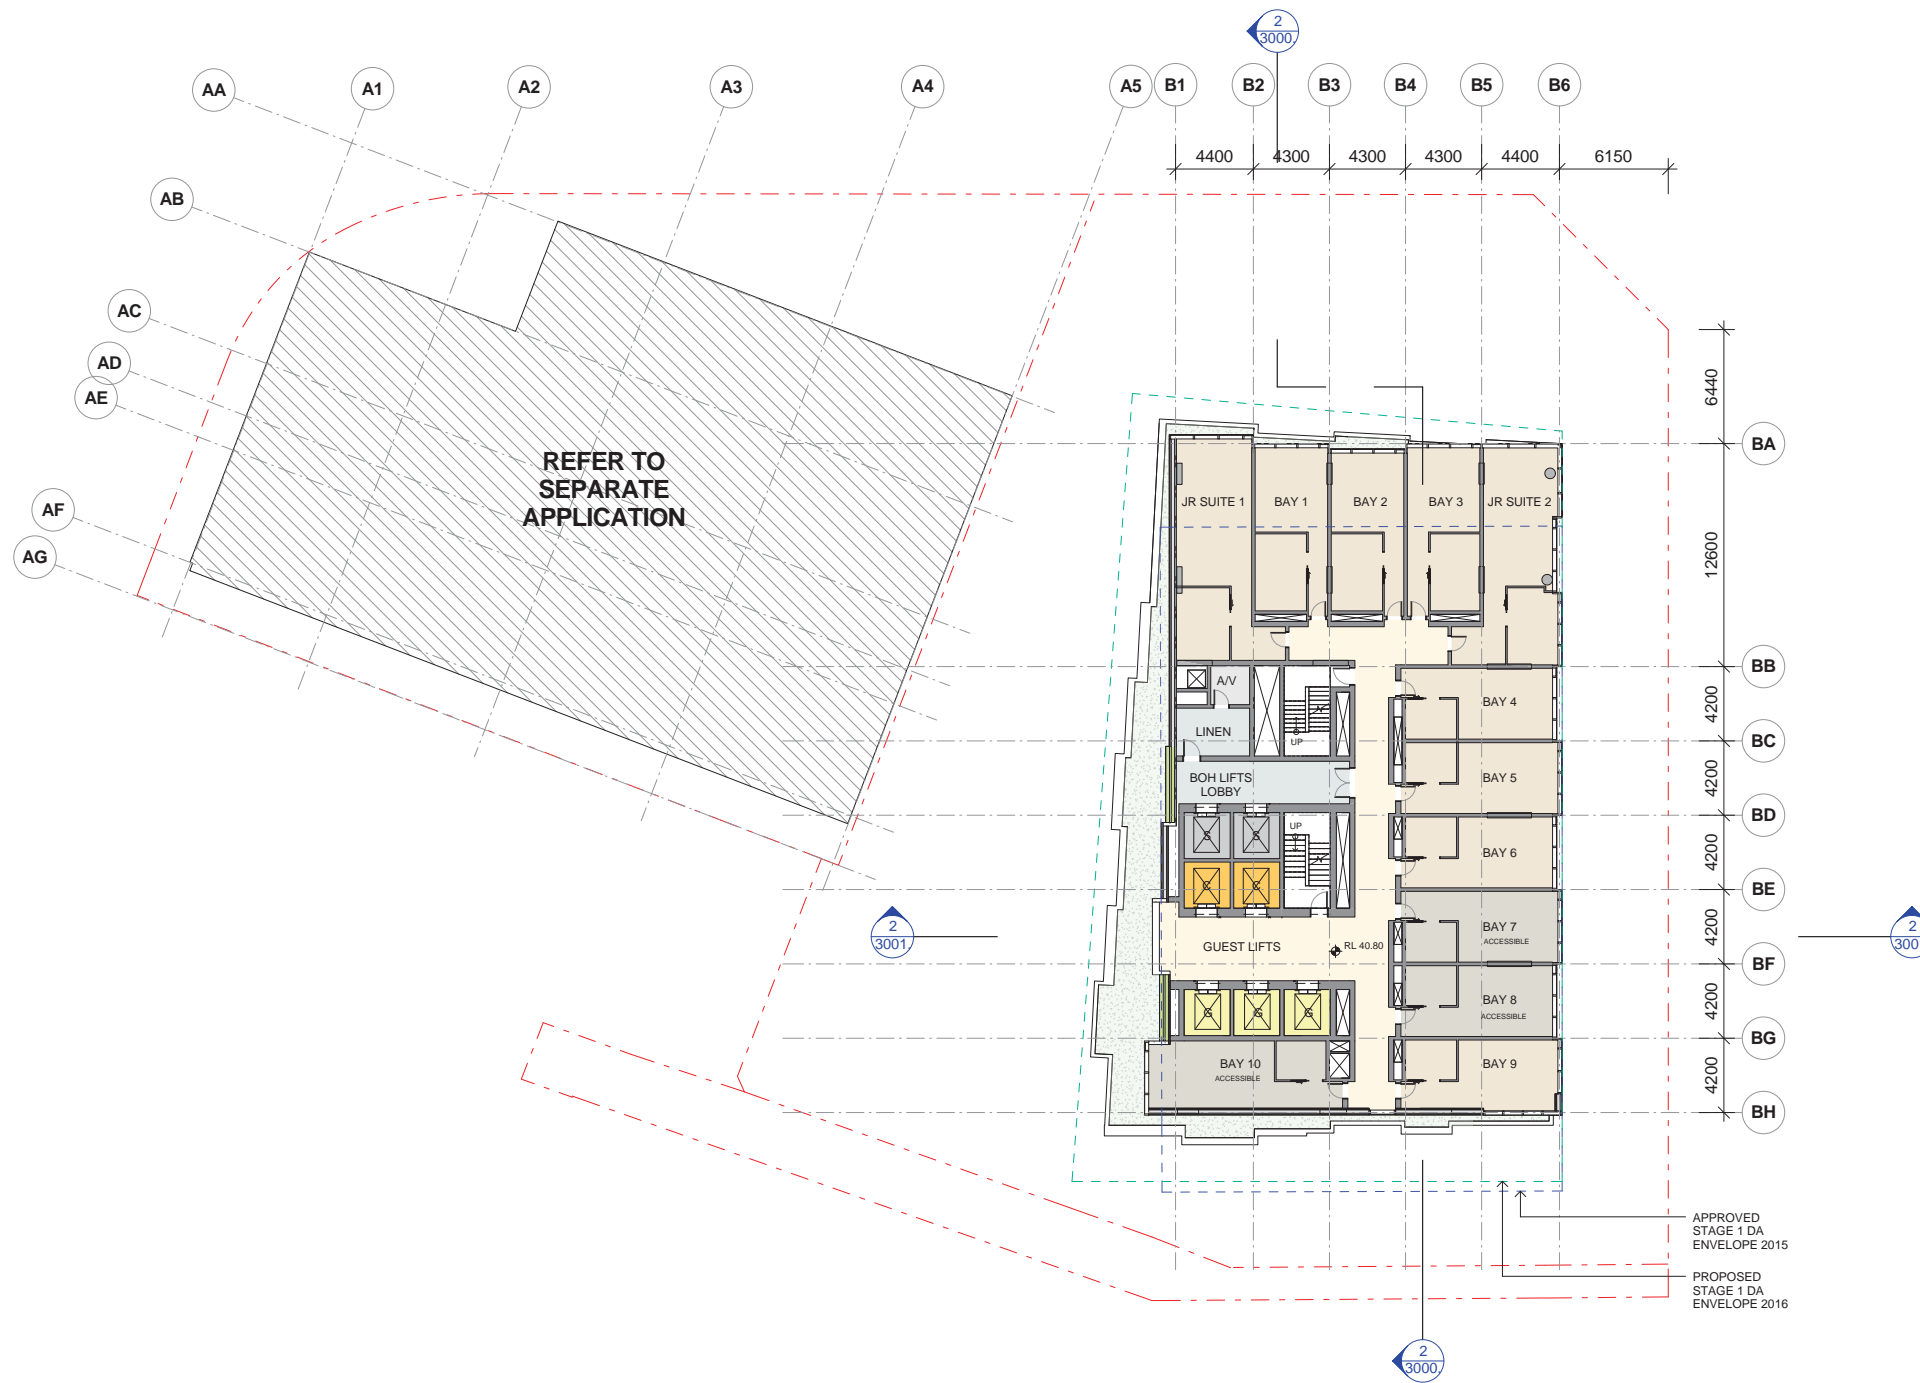 2
3000.
AA
A1
A2
A3
A4
A5
B1
B2
B3
B4
B5
B6
4400
4300
4300
4300
4400
6150
AB
AC
AD
AE
AF
AG
REFER TO
SEPARATE
APPLICATION
6440
12600
4200
4200
4200
4200
4200
4200
BA
BB
BC
BD
BE
BF
BG
BH
JR SUITE 1
BAY 1
BAY 2
BAY 3
JR SUITE 2
A/V
LINEN
UP
BOH LIFTS
LOBBY
UP
S
S
C
C
GUEST LIFTS
RL 40.80
G
G
G
BAY 4
BAY 5
BAY 6
BAY 7
ACCESSIBLE
BAY 8
ACCESSIBLE
BAY 9
BAY 10
ACCESSIBLE
2
3001.
2
300
APPROVED
STAGE 1 DA
ENVELOPE 2015
PROPOSED
STAGE 1 DA
ENVELOPE 2016
2
3000.